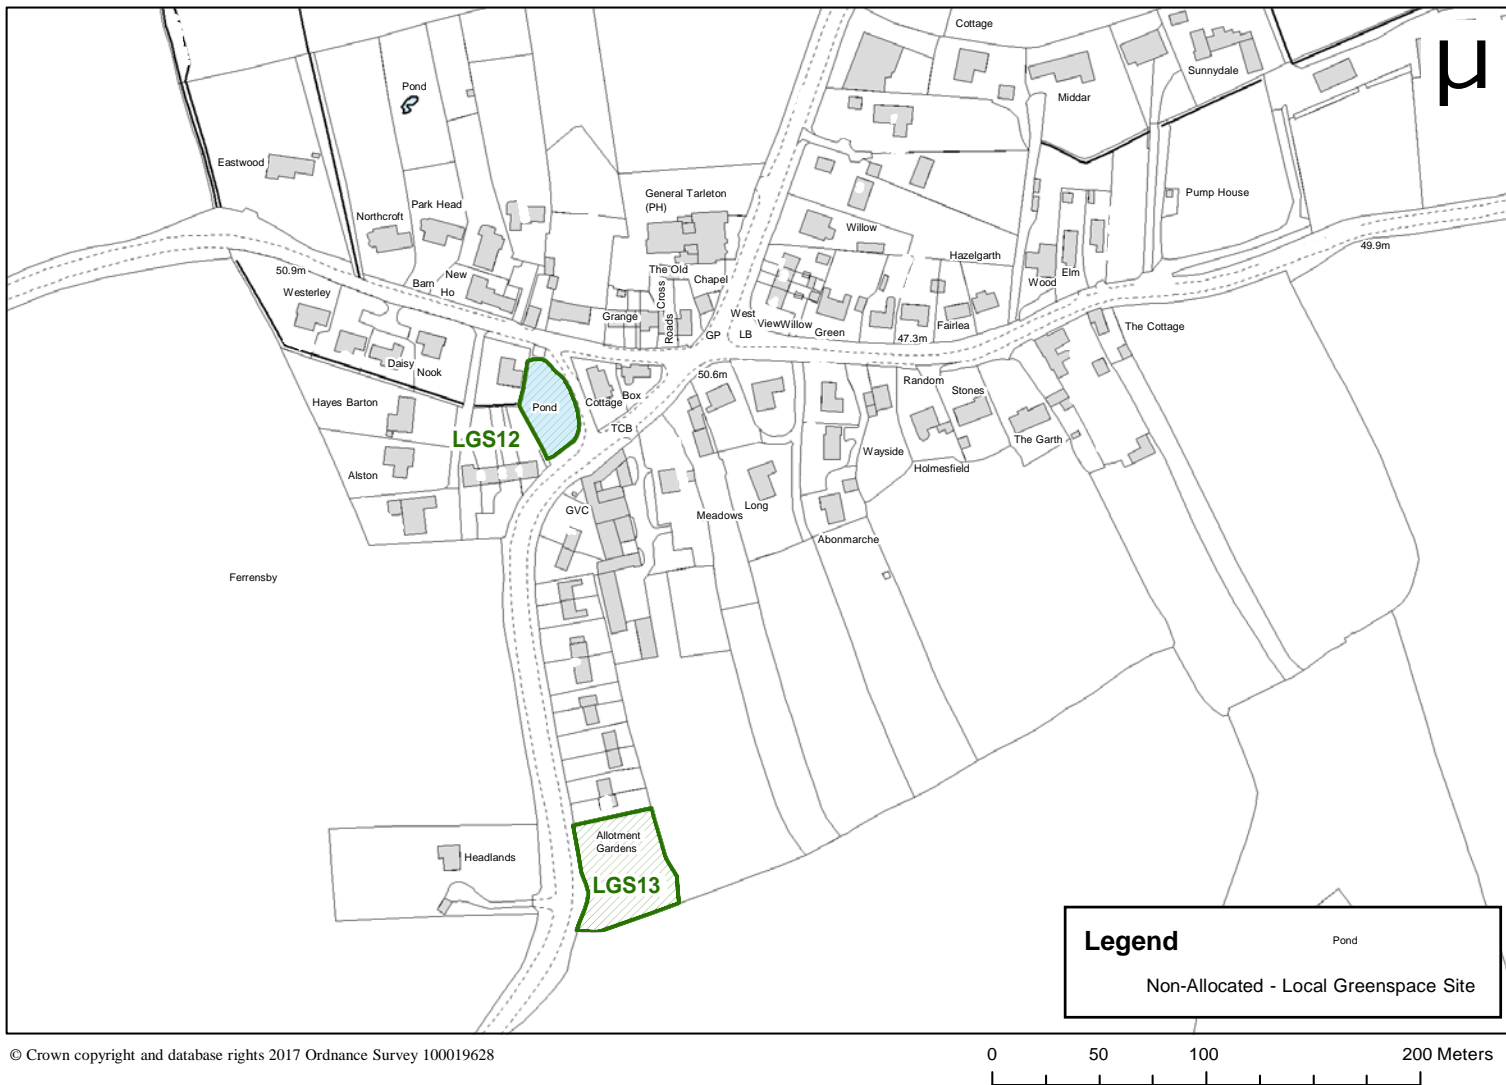 Cottage
µ
Sunnydale
Middar
Pond
Eastwood
General Tarleton
(PH)
Pump House
Park Head
Northcroft
Willow
49.9m
Hazelgarth
50.9m
New
Barn
Ho
The Old
Chapel
Elm
Wood
Westerley
Cross
Roads
Grange
West
View
Willow
Green
GP
LB
47.3m
Fairlea
The Cottage
Daisy
Nook
50.6m
Random
Stones
Hayes Barton
Pond
Cottage
Box
TCB
LGS12
The Garth
Wayside
Holmesfield
Alston
Long
Meadows
GVC
Abonmarche
Ferrensby
Allotment
Gardens
Headlands
LGS13
Legend
Pond
Non-Allocated - Local Greenspace Site
© Crown copyright and database rights 2017 Ordnance Survey 100019628
0 50 100 200 Meters